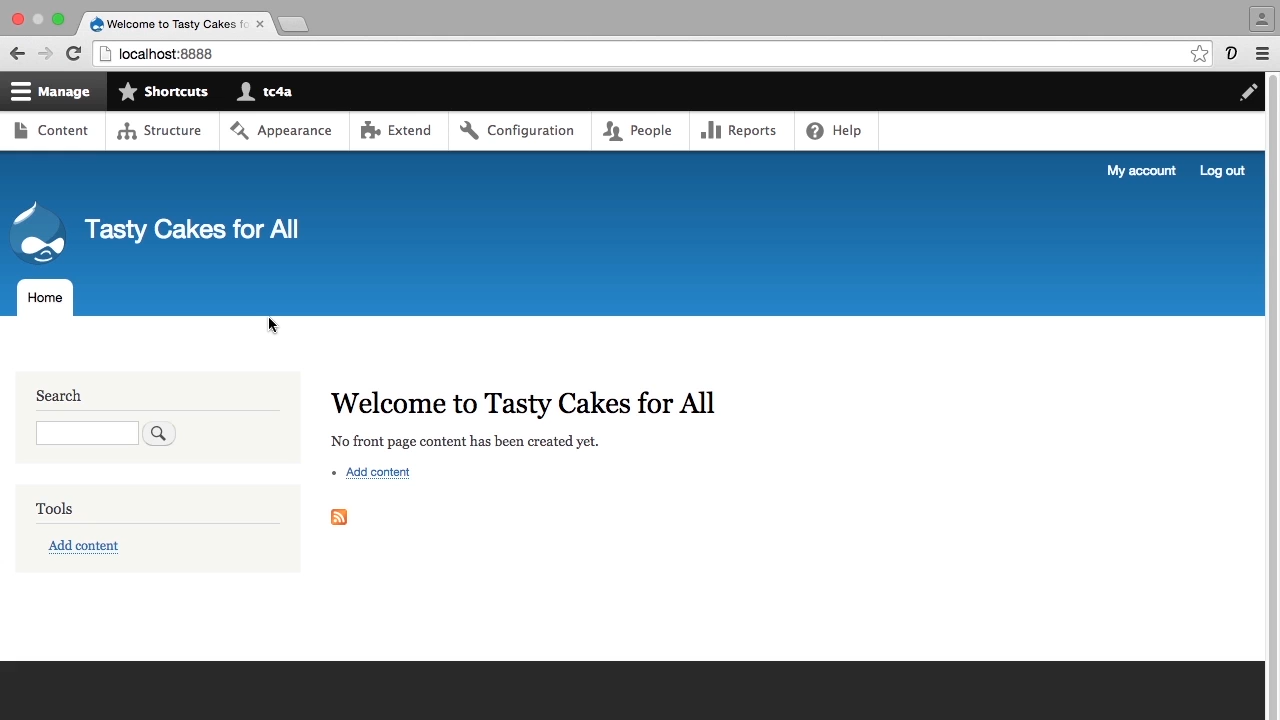 Welcome to Tasty Cakes fo
localhost:8888
Manage Shortcuts tc4a
Content Structure Appearance Extend Configuration People Reports Help
My account Log out
Tasty Cakes for All
Home
Search
Welcome to Tasty Cakes for All
No front page content has been created yet.
Add content
Tools
Add content